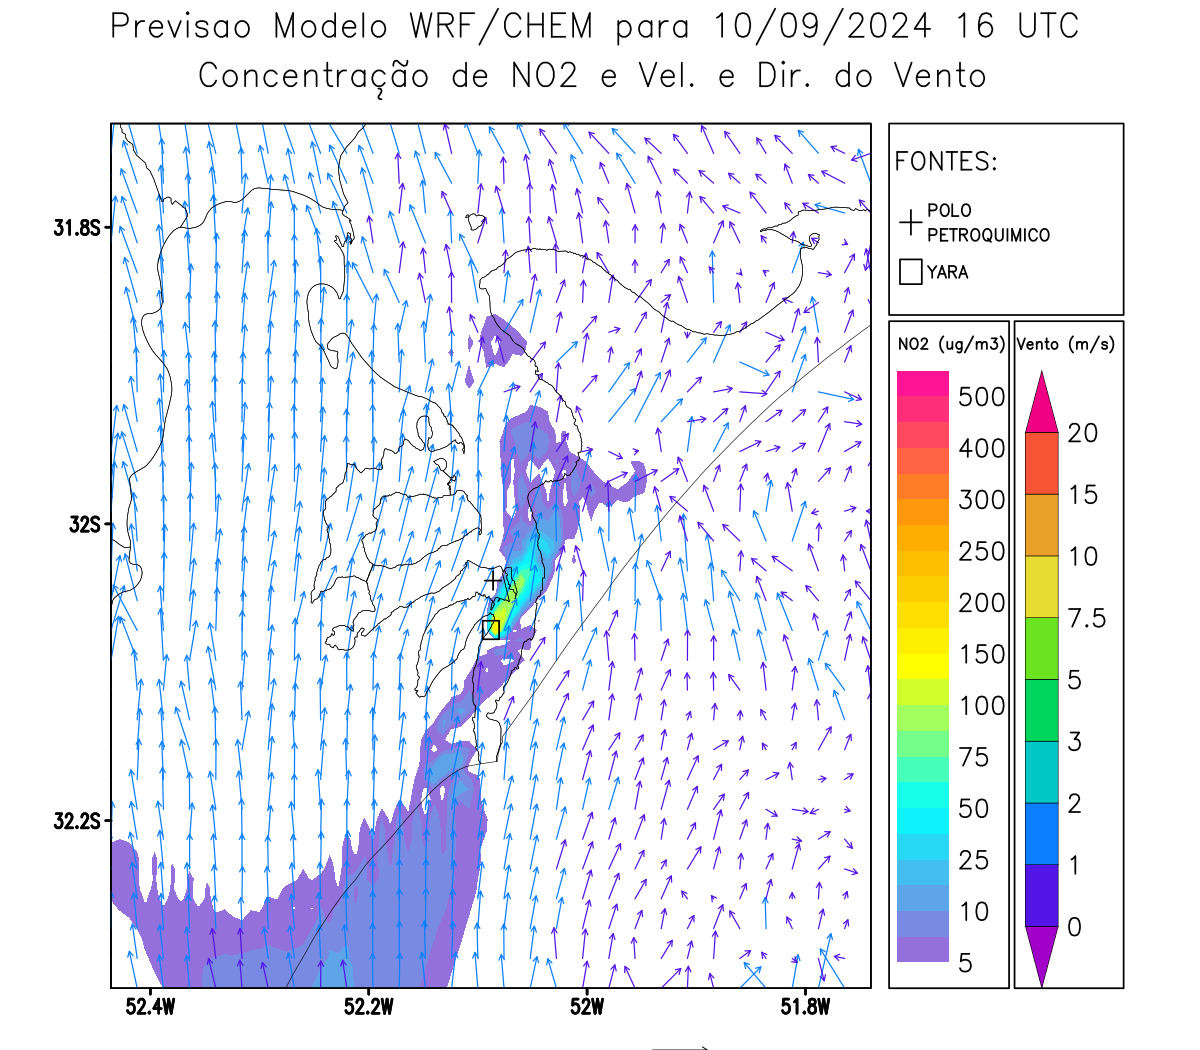 Previsao Modelo WRF/CHEM para 10/09/2024 16 UTC
Concentração de NO2 e Vel. e Dir. do Vento
FONTES:
POLO
PETROQUIMICO
YARA
NO2 (ug/m3)
500
400
300
250
200
150
100
75
50
25
10
5
Vento (m/s)
20
15
10
7.5
5
3
2
1
0
31.8S
32S
32.2S
52.4W
52.2W
52W
51.8W